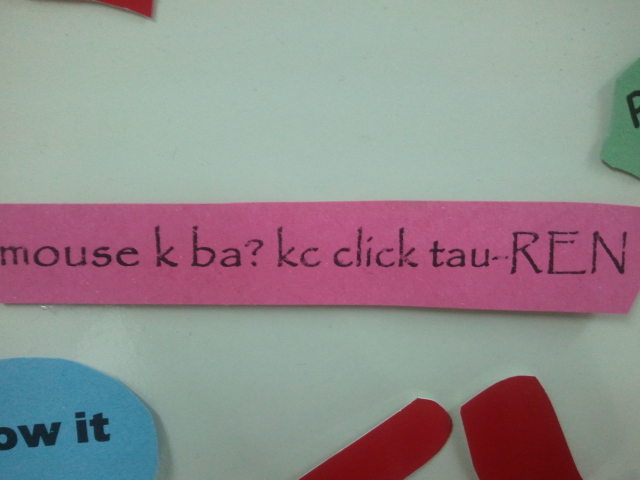 mouse k ba? kc click tau--REN
ow it